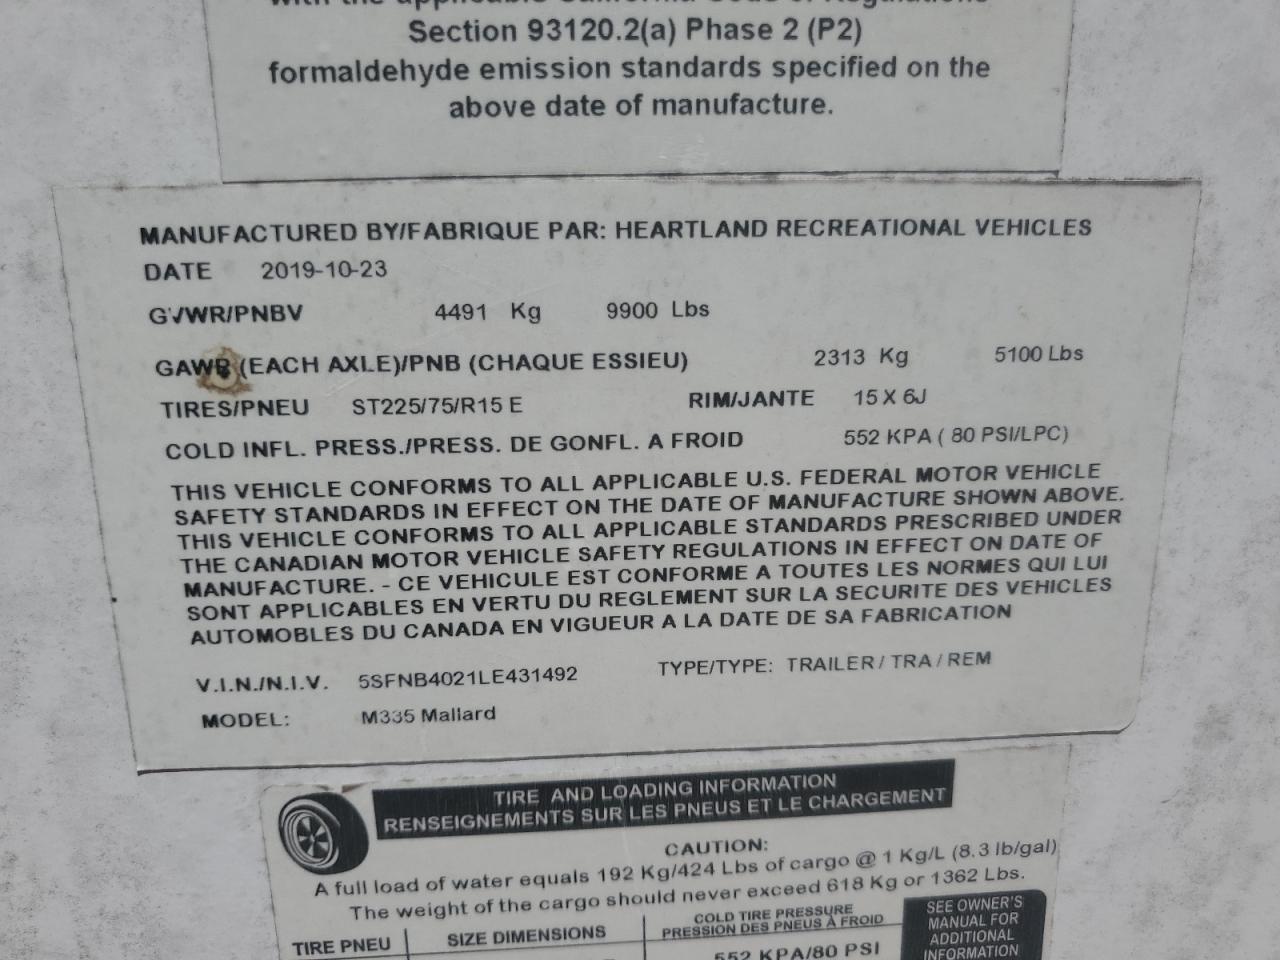 with the applicable California Code of Regulations
Section 93120.2(a) Phase 2 (P2)
formaldehyde emission standards specified on the
above date of manufacture.
MANUFACTURED BY/FABRIQUE PAR: HEARTLAND RECREATIONAL VEHICLES
DATE 2019-10-23
GVWR/PNBV 4491 Kg 9900 Lbs
GAWR (EACH AXLE)/PNB (CHAQUE ESSIEU) 2313 Kg 5100 Lbs
TIRES/PNEU ST225/75/R15 E RIM/JANTE 15 X 6J
COLD INFL. PRESS./PRESS. DE GONFL. A FROID 552 KPA ( 80 PSI/LPC)
THIS VEHICLE CONFORMS TO ALL APPLICABLE U.S. FEDERAL MOTOR VEHICLE
SAFETY STANDARDS IN EFFECT ON THE DATE OF MANUFACTURE SHOWN ABOVE.
THIS VEHICLE CONFORMS TO ALL APPLICABLE STANDARDS PRESCRIBED UNDER
THE CANADIAN MOTOR VEHICLE SAFETY REGULATIONS IN EFFECT ON DATE OF
MANUFACTURE. - CE VEHICULE EST CONFORME A TOUTES LES NORMES QUI LUI
SONT APPLICABLES EN VERTU DU REGLEMENT SUR LA SECURITE DES VEHICLES
AUTOMOBLES DU CANADA EN VIGUEUR A LA DATE DE SA FABRICATION
V.I.N./N.I.V. 5SFNB4021LE431492 TYPE/TYPE: TRAILER / TRA / REM
MODEL: M335 Mallard
TIRE AND LOADING INFORMATION
RENSEIGNEMENTS SUR LES PNEUS ET LE CHARGEMENT
CAUTION:
A full load of water equals 192 Kg/424 Lbs of cargo @ 1 Kg/L (8.3 lb/gal)
The weight of the cargo should never exceed 618 Kg or 1362 Lbs.
TIRE PNEU SIZE DIMENSIONS COLD TIRE PRESSURE
PRESSION DES PNEUS À FROID
552 KPA/80 PSI
SEE OWNER'S
MANUAL FOR
ADDITIONAL
INFORMATION